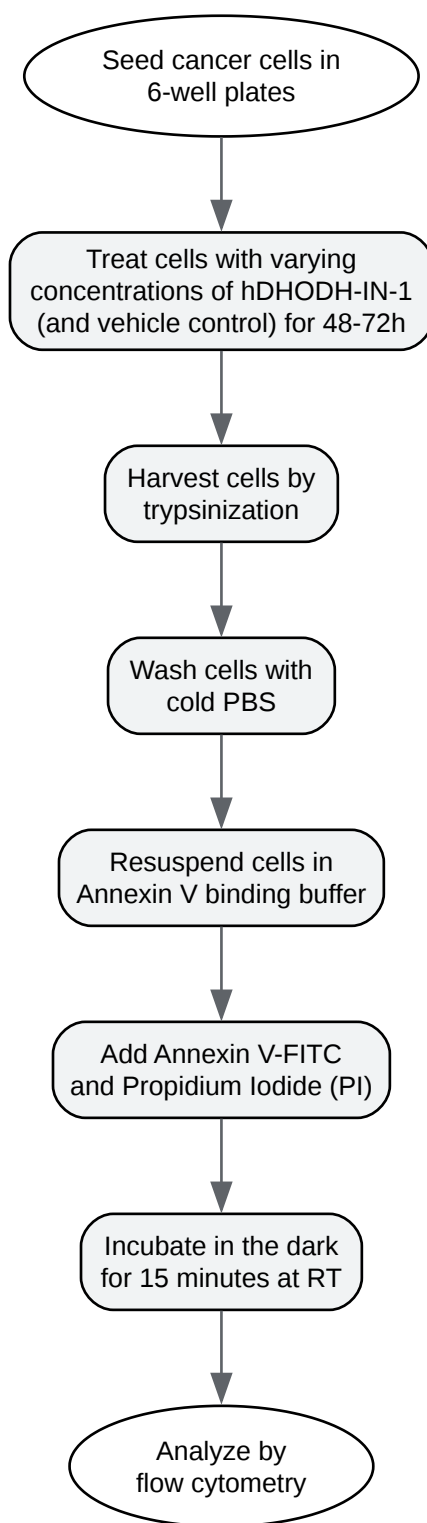 Seed cancer cells in
6-well plates
Treat cells with varying
concentrations of hDHODH-IN-1
(and vehicle control) for 48-72h
Harvest cells by
trypsinization
Wash cells with
cold PBS
Resuspend cells in
Annexin V binding buffer
Add Annexin V-FITC
and Propidium Iodide (PI)
Incubate in the dark
for 15 minutes at RT
Analyze by
flow cytometry